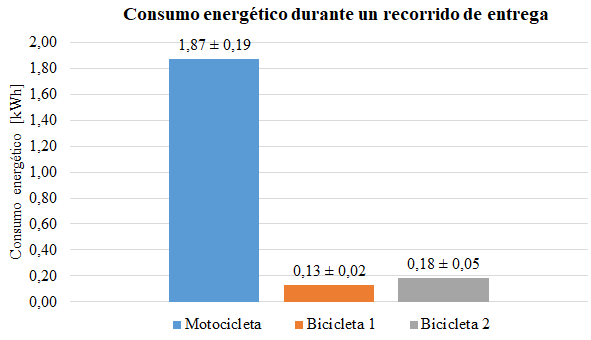 Consumo energético durante un recorrido de entrega
Consumo energético [kWh]
2,00
1,80
1,60
1,40
1,20
1,00
0,80
0,60
0,40
0,20
0,00
1,87 ± 0,19
0,13 ± 0,02
0,18 ± 0,05
Motocicleta
Bicicleta 1
Bicicleta 2